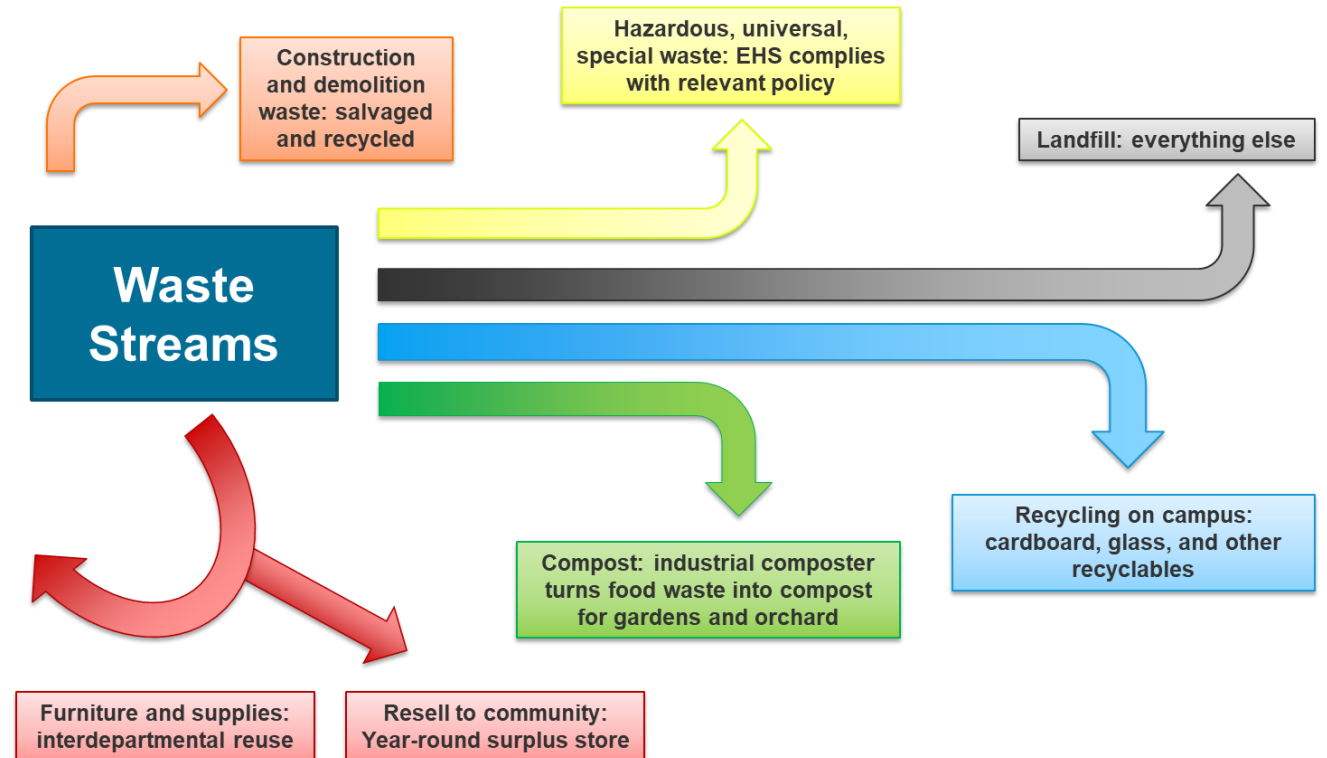 Construction
and demolition
waste: salvaged
and recycled
Hazardous, universal,
special waste: EHS complies
with relevant policy
Landfill: everything else
Waste
Streams
Recycling on campus:
cardboard, glass, and other
recyclables
Compost: industrial composter
turns food waste into compost
for gardens and orchard
Furniture and supplies:
interdepartmental reuse
Resell to community:
Year-round surplus store